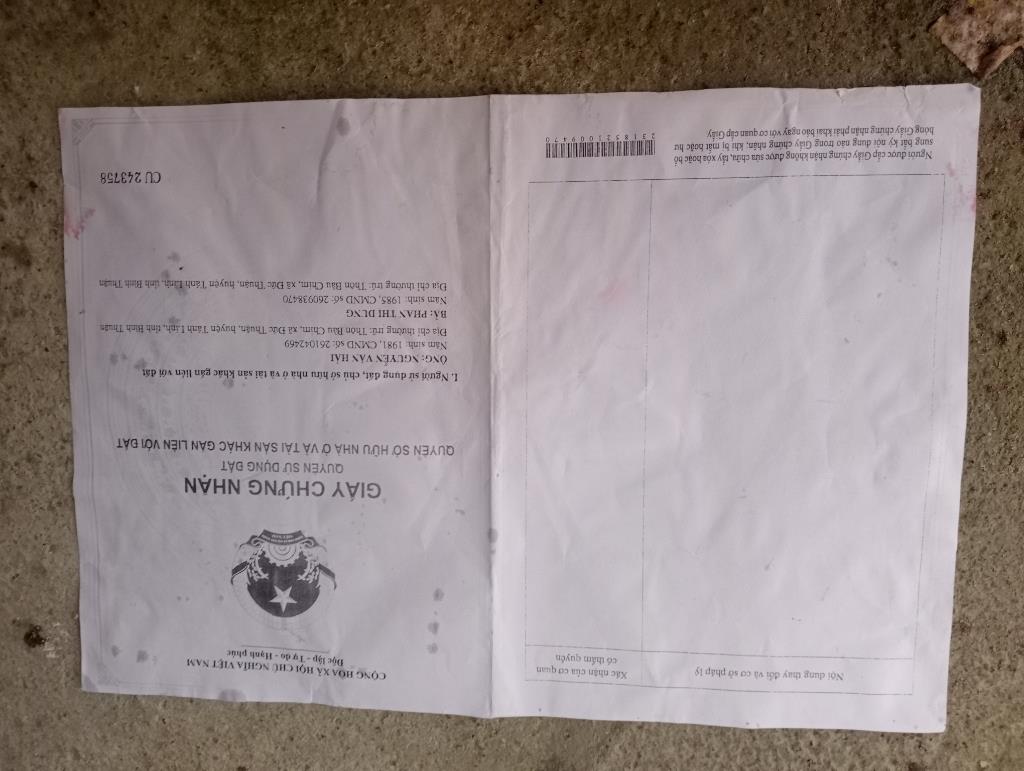 CỘNG HÒA XÃ HỘI CHỦ NGHĨA VIỆT NAM
Độc lập - Tự do - Hạnh phúc
VIỆT NAM
GIẤY CHỨNG NHẬN
QUYỀN SỬ DỤNG ĐẤT
QUYỀN SỞ HỮU NHÀ Ở VÀ TÀI SẢN KHÁC GẮN LIỀN VỚI ĐẤT
I. Người sử dụng đất, chủ sở hữu nhà ở và tài sản khác gắn liền với đất
ÔNG: NGUYỄN VĂN HẢI
Năm sinh: 1981, CMND số: 261042469
Địa chỉ thường trú: Thôn Bàu Chim, xã Đức Thuận, huyện Tánh Linh, tỉnh Bình Thuận
BÀ: PHAN THỊ DUNG
Năm sinh: 1985, CMND số: 260938470
Địa chỉ thường trú: Thôn Bàu Chim, xã Đức Thuận, huyện Tánh Linh, tỉnh Bình Thuận
CU 243758
Nội dung thay đổi và cơ sở pháp lý
Xác nhận của cơ quan
có thẩm quyền
Người được cấp Giấy chứng nhận không được sửa chữa, tẩy xóa hoặc bổ
sung bất kỳ nội dung nào trong Giấy chứng nhận, khi bị mất hoặc hư
hỏng Giấy chứng nhận phải khai báo ngay với cơ quan cấp Giấy.
231852210009470